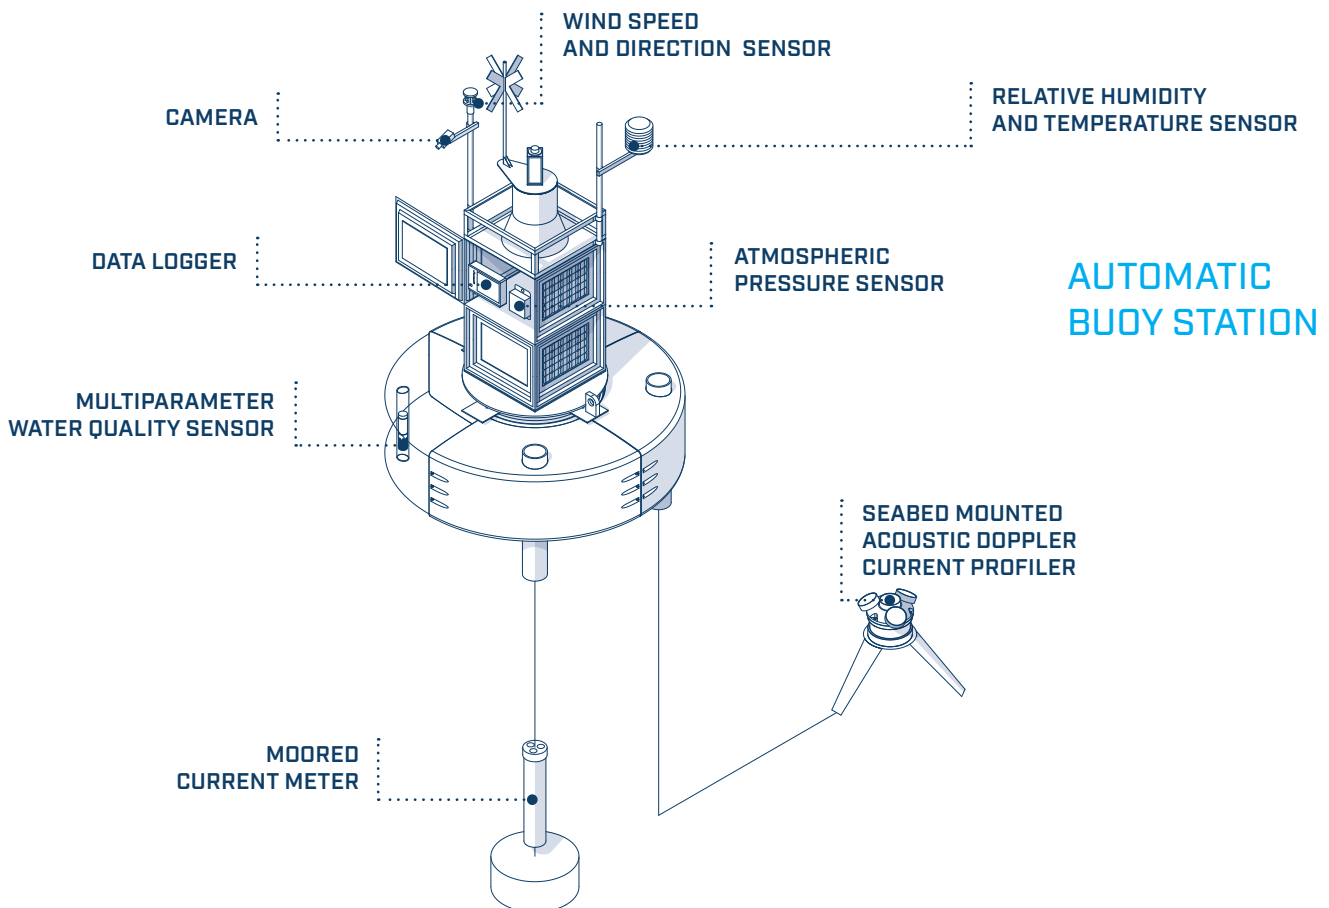 WIND SPEED
AND DIRECTION SENSOR
CAMERA
RELATIVE HUMIDITY
AND TEMPERATURE SENSOR
DATA LOGGER
ATMOSPHERIC
PRESSURE SENSOR
AUTOMATIC
BUOY STATION
MULTIPARAMETER
WATER QUALITY SENSOR
SEABED MOUNTED
ACOUSTIC DOPPLER
CURRENT PROFILER
MOORED
CURRENT METER